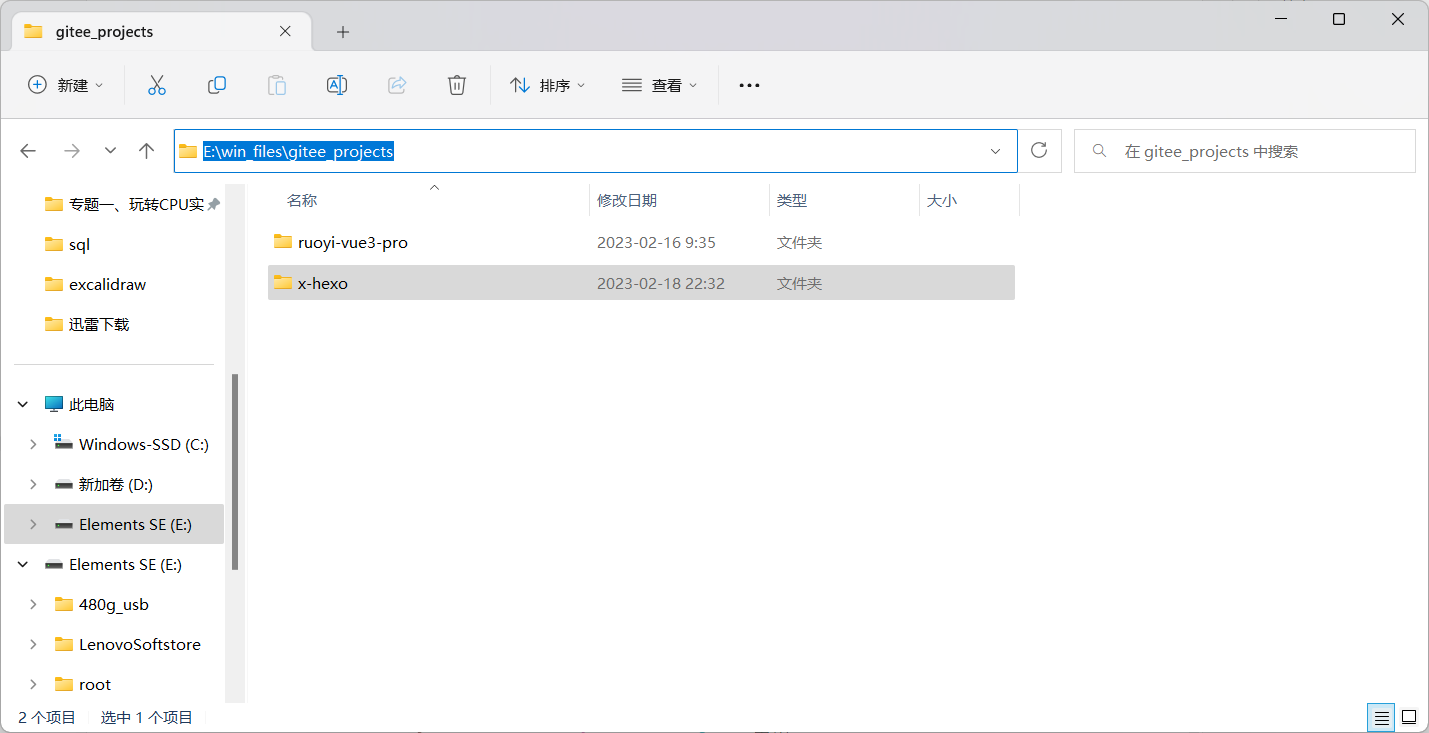 gitee_projects
新建
排序
查看
E:\win_files\gitee_projects
在 gitee_projects 中搜索
专题一、玩转CPU实
sql
excalidraw
迅雷下载
此电脑
Windows-SSD (C:)
新加卷 (D:)
Elements SE (E:)
Elements SE (E:)
480g_usb
LenovoSoftstore
root
名称 修改日期 类型 大小
ruoyi-vue3-pro 2023-02-16 9:35 文件夹
x-hexo 2023-02-18 22:32 文件夹
2 个项目 选中 1 个项目